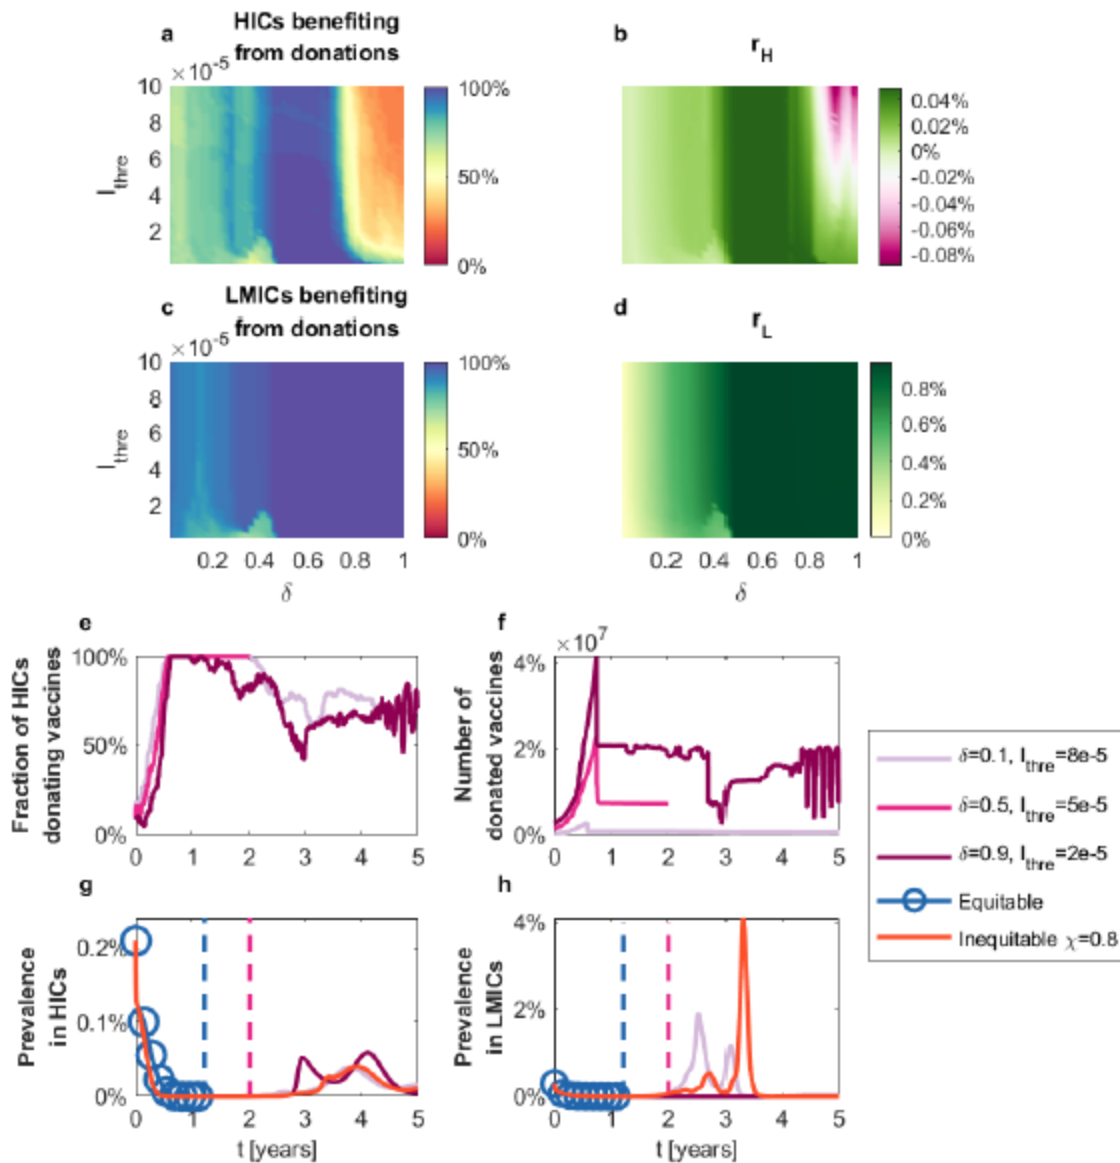 a
HICs benefiting
from donations
b
r_H
×10^-5
10
8
6
4
2
I_thre
100%
50%
0%
0.04%
0.02%
0%
-0.02%
-0.04%
-0.06%
-0.08%
c
LMICs benefiting
from donations
d
r_L
×10^-5
10
8
6
4
2
I_thre
0.2 0.4 0.6 0.8 1
δ
100%
50%
0%
0.2 0.4 0.6 0.8 1
δ
0.8%
0.6%
0.4%
0.2%
0%
e
Fraction of HICs
donating vaccines
100%
50%
0%
0 1 2 3 4 5
f
Number of
donated vaccines
×10^7
4%
2%
0%
0 1 2 3 4 5
g
Prevalence
in HICs
0.2%
0.1%
0%
0 1 2 3 4 5
t [years]
h
Prevalence
in LMICs
4%
2%
0%
0 1 2 3 4 5
t [years]
δ=0.1, I_thre=8e-5
δ=0.5, I_thre=5e-5
δ=0.9, I_thre=2e-5
Equitable
Inequitable χ=0.8